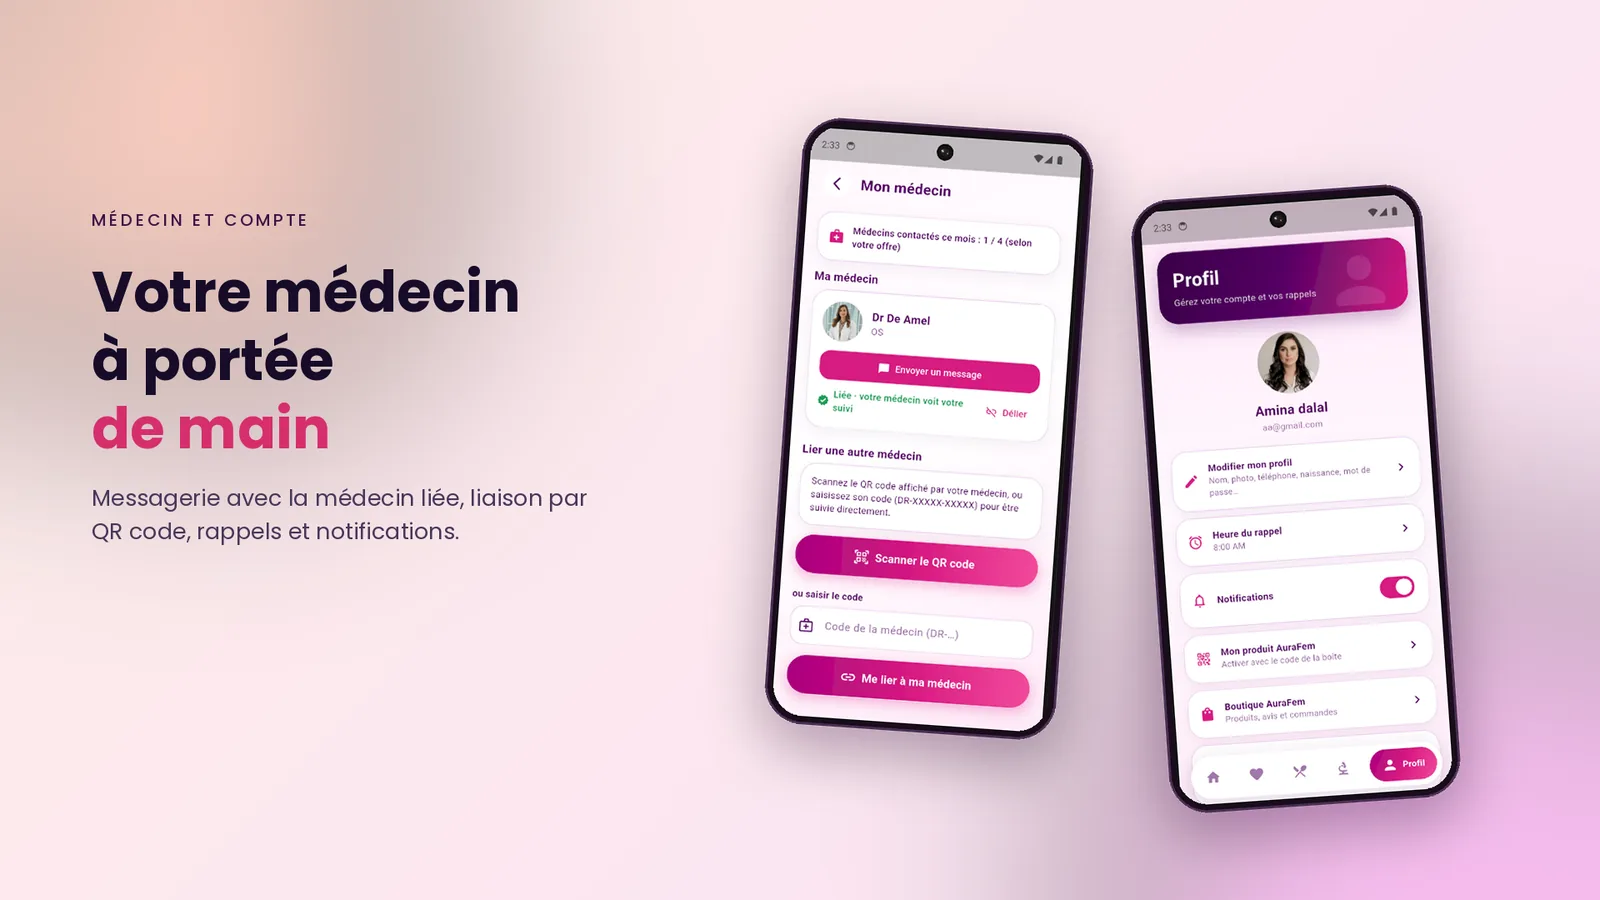 MÉDECIN ET COMPTE
Votre médecin
à portée
de main
Messagerie avec la médecin liée, liaison par
QR code, rappels et notifications.
2:33
Mon médecin
Médecins contactés ce mois : 1 / 4 (selon
votre offre)
Ma médecin
Dr De Amel
OS
Envoyer un message
Liée · votre médecin voit votre
suivi
Délier
Lier une autre médecin
Scannez le QR code affiché par votre médecin, ou
saisissez son code (DR-XXXXX-XXXXX) pour être
suivie directement.
Scanner le QR code
ou saisir le code
Code de la médecin (DR-…)
Me lier à ma médecin
2:33
Profil
Gérez votre compte et vos rappels
Amina dalal
aa@gmail.com
Modifier mon profil
Nom, photo, téléphone, naissance, mot de
passe…
Heure du rappel
8:00 AM
Notifications
Mon produit AuraFem
Activer avec le code de la boîte
Boutique AuraFem
Produits, avis et commandes
Profil